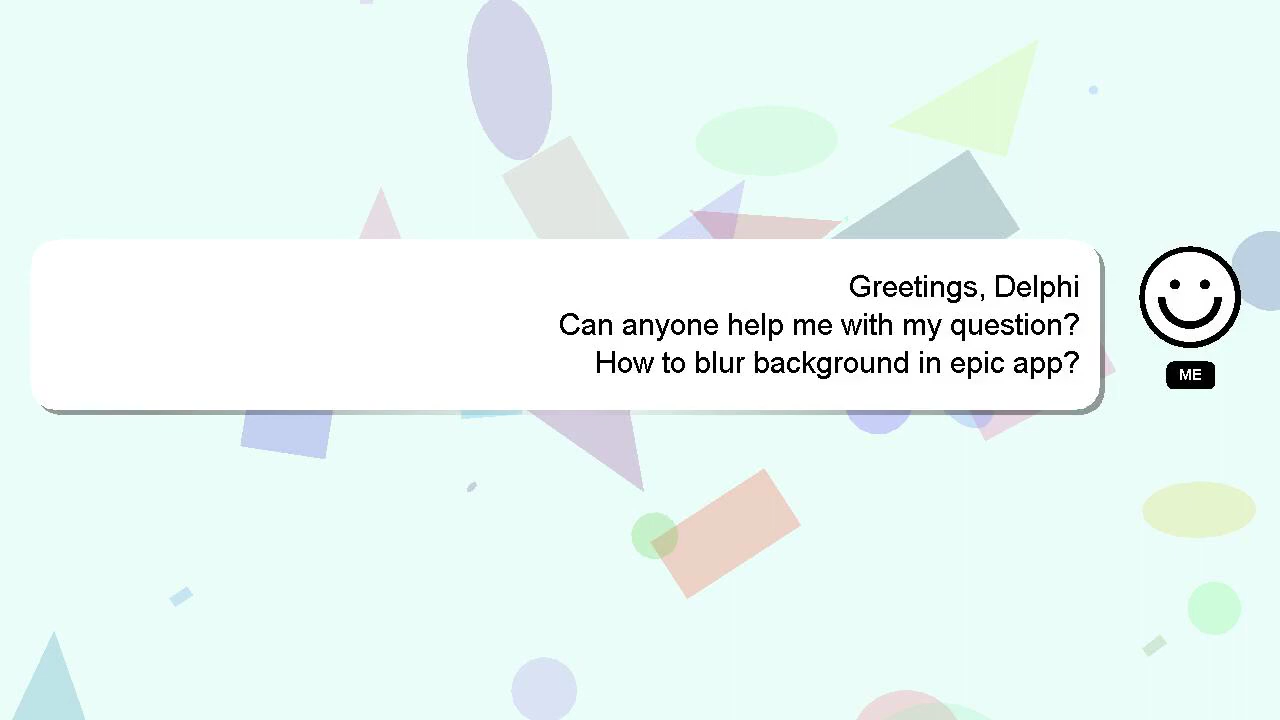 Greetings, Delphi
Can anyone help me with my question?
How to blur background in epic app?
ME